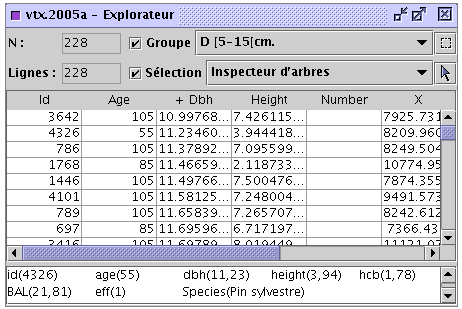 vtx.2005a – Explorateur
N : 228 Groupe D [5–15[cm.
Lignes : 228 Sélection Inspecteur d'arbres
Id Age + Dbh Height Number X
3642 105 10.99768... 7.426115... 7925.731
4326 55 11.23460... 3.944418... 8209.960
786 105 11.37892... 7.095599... 8249.504
1768 85 11.46659... 2.118733... 10774.95
1446 105 11.49766... 7.500476... 7874.355
4101 105 11.58125... 7.248004... 9491.573
789 105 11.65839... 7.265707... 8242.612
697 85 11.69596... 6.717197... 7366.43
3416 105 11.69789... 8.019449... 11121.07
id(4326) age(55) dbh(11,23) height(3,94) hcb(1,78)
BAL(21,81) eff(1) Species(Pin sylvestre)